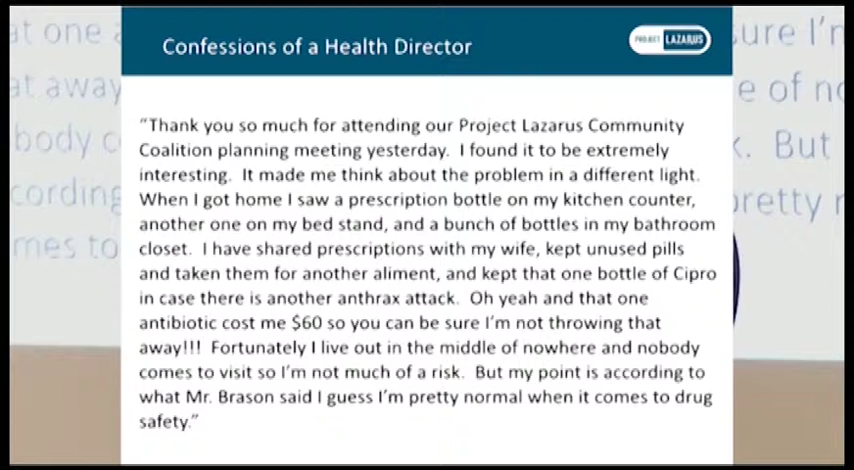 Confessions of a Health Director
PROJECT LAZARUS
“Thank you so much for attending our Project Lazarus Community
Coalition planning meeting yesterday.  I found it to be extremely
interesting.  It made me think about the problem in a different light.
When I got home I saw a prescription bottle on my kitchen counter,
another one on my bed stand, and a bunch of bottles in my bathroom
closet.  I have shared prescriptions with my wife, kept unused pills
and taken them for another aliment, and kept that one bottle of Cipro
in case there is another anthrax attack.  Oh yeah and that one
antibiotic cost me $60 so you can be sure I’m not throwing that
away!!!  Fortunately I live out in the middle of nowhere and nobody
comes to visit so I’m not much of a risk.  But my point is according to
what Mr. Brason said I guess I’m pretty normal when it comes to drug
safety.”